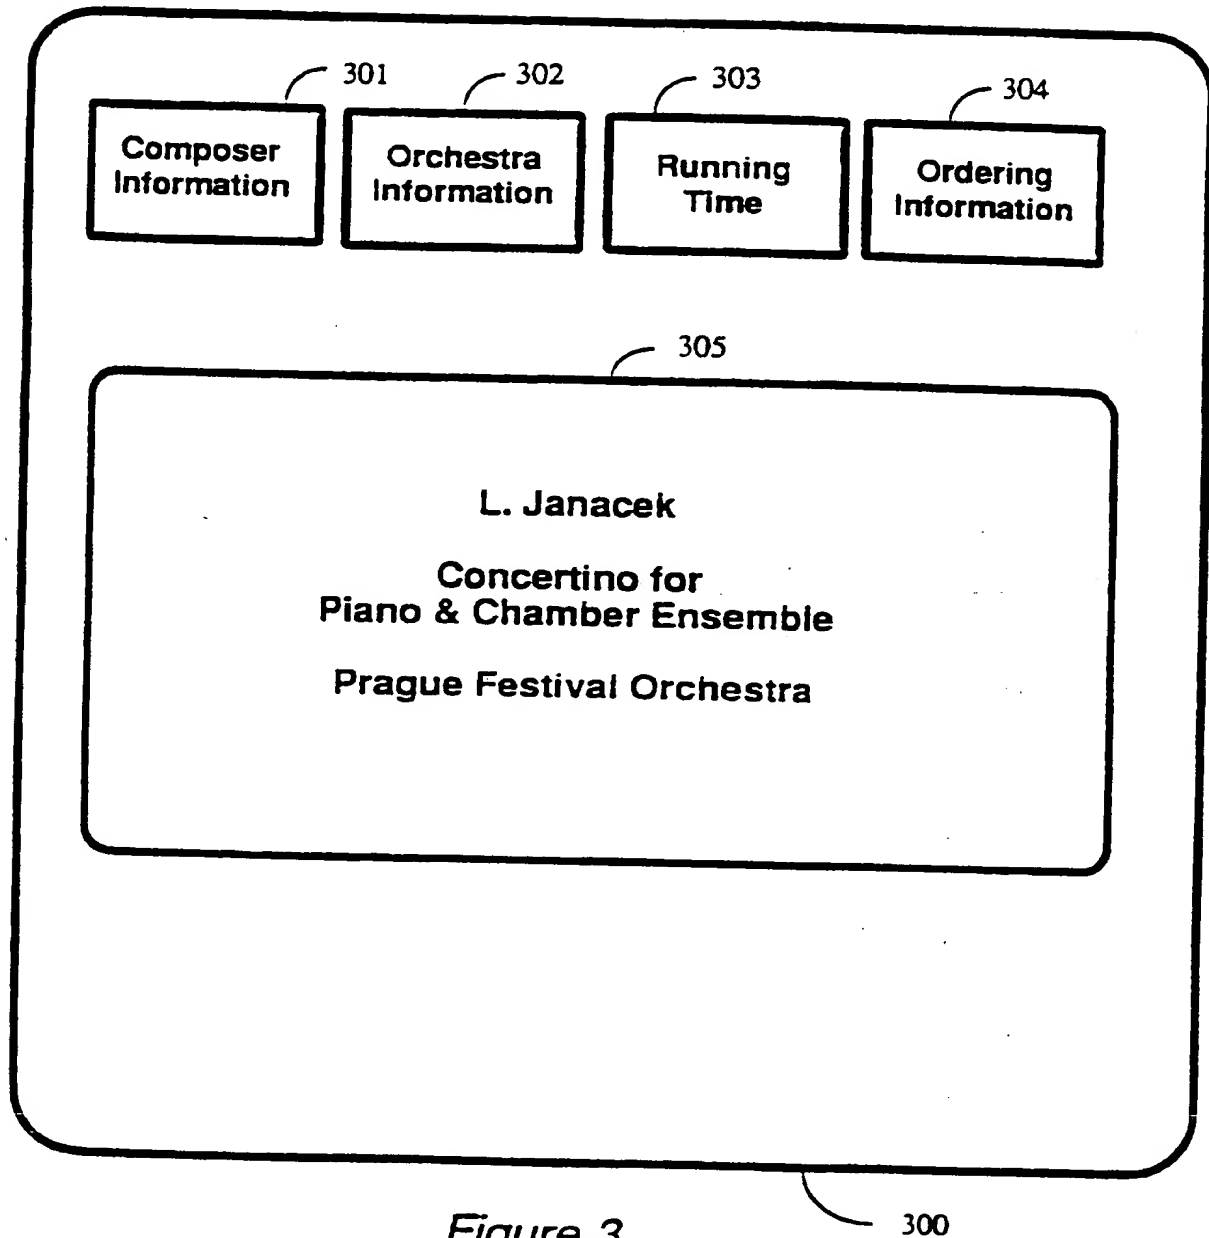 301
302
303
304
Composer
Information
Orchestra
Information
Running
Time
Ordering
Information
305
L. Janacek
Concertino for
Piano & Chamber Ensemble
Prague Festival Orchestra
300
Figure 3